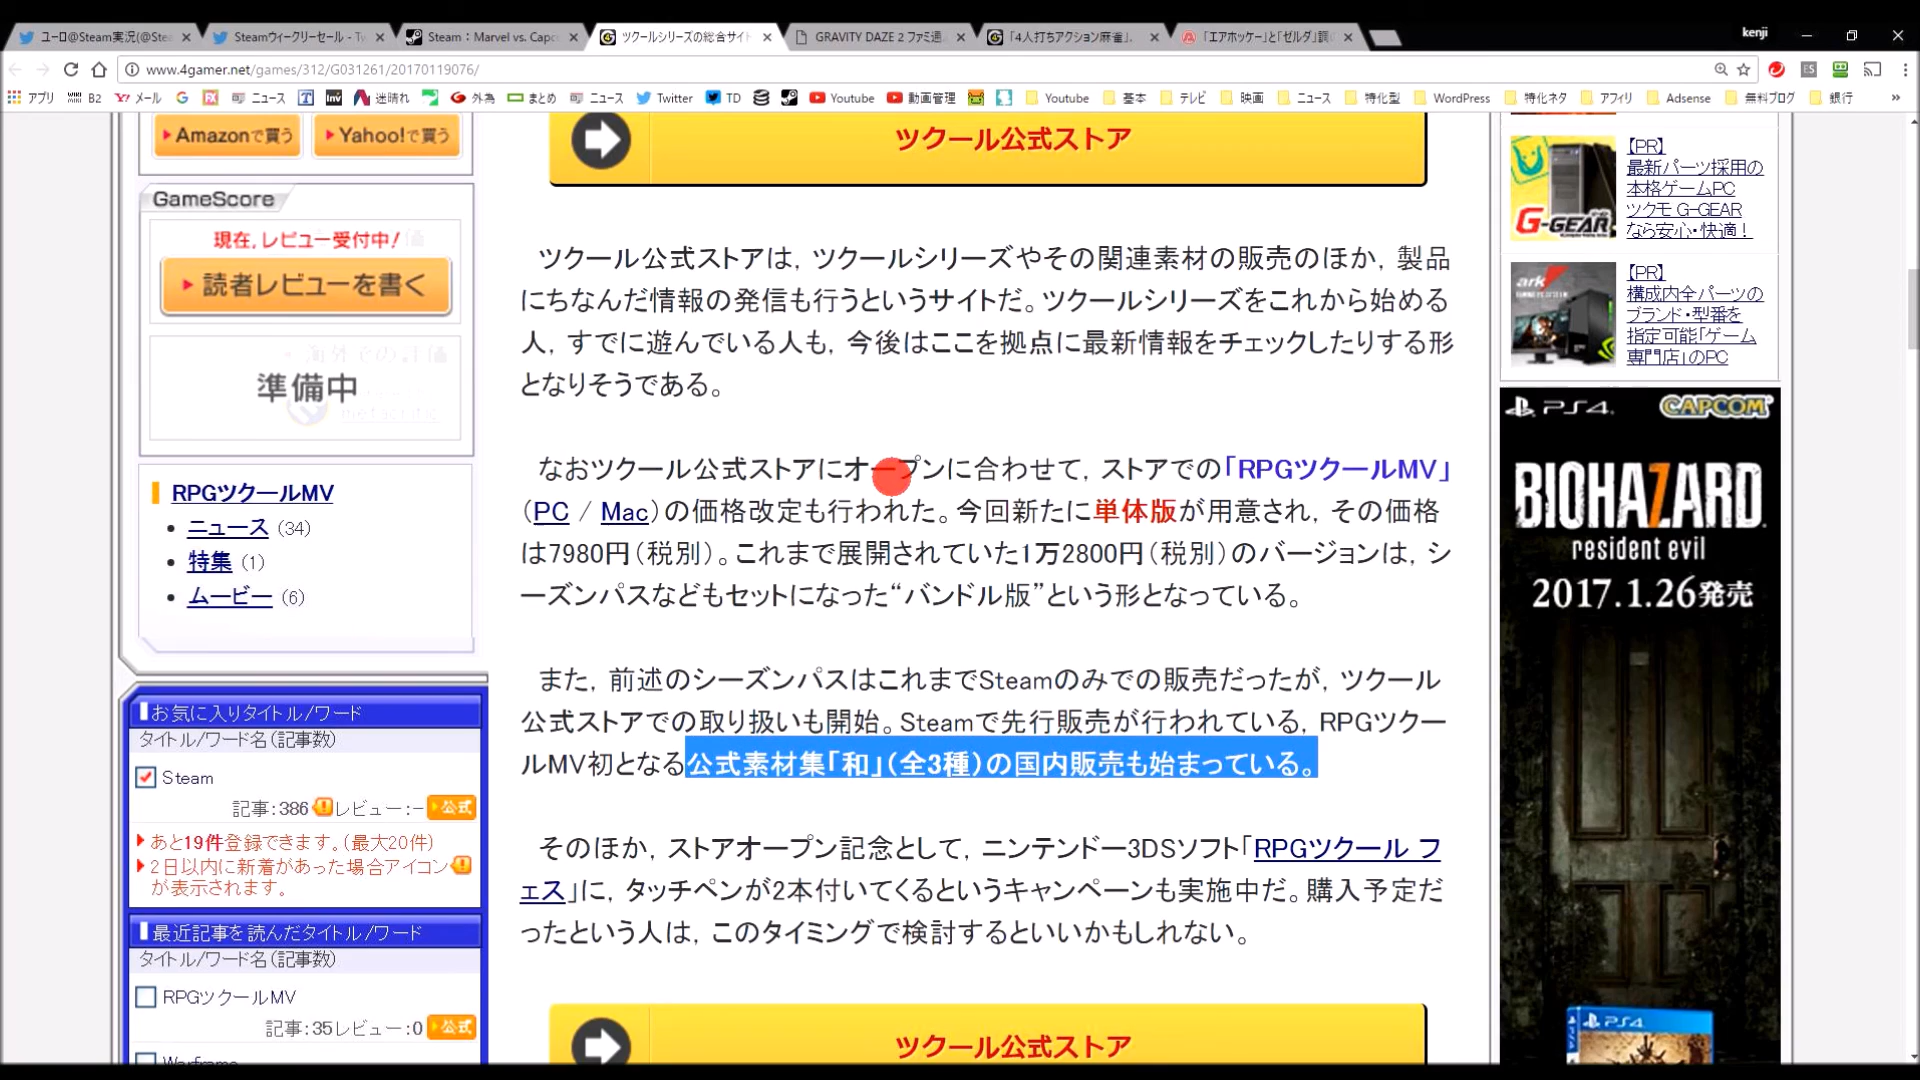 ユーロ@Steam実況(@Ste
Steamウィークリーセール - Tw
Steam：Marvel vs. Capc
ツクールシリーズの総合サイト
GRAVITY DAZE 2 ファミ通
「4人打ちアクション麻雀」,
「エアホッケー」と「ゼルダ」調
kenji
www.4gamer.net/games/312/G031261/20170119076/
アプリ
B2
メール
ニュース
迷晴れ
外為
まとめ
ニュース
Twitter
TD
Youtube
動画管理
Youtube
基本
テレビ
映画
ニュース
特化型
WordPress
特化ネタ
アフィリ
Adsense
無料ブログ
銀行
»
Amazonで買う
Yahoo!で買う
GameScore
現在，レビュー受付中！
読者レビューを書く
海外での評価
準備中
metacritic
RPGツクールMV
ニュース (34)
特集 (1)
ムービー (6)
お気に入りタイトル/ワード
タイトル/ワード名（記事数）
Steam
記事：386 レビュー：− 公式
あと19件登録できます。（最大20件）
2日以内に新着があった場合アイコン
が表示されます。
最近記事を読んだタイトル/ワード
タイトル/ワード名（記事数）
RPGツクールMV
記事：35レビュー：0 公式
Warframe
ツクール公式ストア
ツクール公式ストアは，ツクールシリーズやその関連素材の販売のほか，製品
にちなんだ情報の発信も行うというサイトだ。ツクールシリーズをこれから始める
人，すでに遊んでいる人も，今後はここを拠点に最新情報をチェックしたりする形
となりそうである。
なおツクール公式ストアにオープンに合わせて，ストアでの「RPGツクールMV」
（PC / Mac）の価格改定も行われた。今回新たに単体版が用意され，その価格
は7980円（税別）。これまで展開されていた1万2800円（税別）のバージョンは，シ
ーズンパスなどもセットになった“バンドル版”という形となっている。
また，前述のシーズンパスはこれまでSteamのみでの販売だったが，ツクール
公式ストアでの取り扱いも開始。Steamで先行販売が行われている，RPGツクー
ルMV初となる公式素材集「和」（全3種）の国内販売も始まっている。
そのほか，ストアオープン記念として，ニンテンドー3DSソフト「RPGツクール フ
ェス」に，タッチペンが2本付いてくるというキャンペーンも実施中だ。購入予定だ
ったという人は，このタイミングで検討するといいかもしれない。
ツクール公式ストア
G-GEAR
【PR】
最新パーツ採用の
本格ゲームPC
ツクモ G-GEAR
なら安心・快適！
ark
【PR】
構成内全パーツの
ブランド・型番を
指定可能「ゲーム
専門店」のPC
PS4
CAPCOM
BIOHAZARD
resident evil
2017.1.26発売
PS4